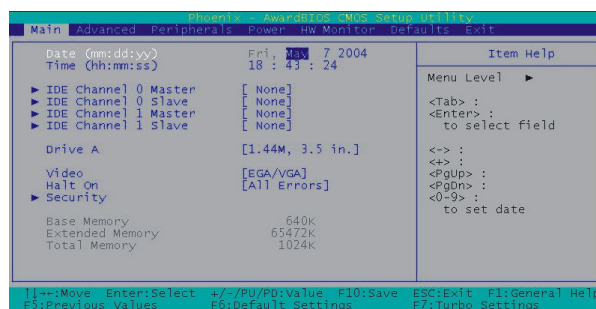 Phoenix - AwardBIOS CMOS Setup Utility
Main Advanced Peripherals Power HW Monitor Defaults Exit
Date (mm:dd:yy) Fri, May 7 2004
Time (hh:mm:ss) 18 : 43 : 24
► IDE Channel 0 Master [ None]
► IDE Channel 0 Slave [ None]
► IDE Channel 1 Master [ None]
► IDE Channel 1 Slave [ None]
Drive A [1.44M, 3.5 in.]
Video [EGA/VGA]
Halt On [All Errors]
► Security
Base Memory 640K
Extended Memory 65472K
Total Memory 1024K
Item Help
Menu Level ►
<Tab> :
<Enter> :
to select field
<-> :
<+> :
<PgUp> :
<PgDn> :
<0-9> :
to set date
↑↓→←:Move Enter:Select +/-/PU/PD:Value F10:Save ESC:Exit F1:General Help
F5:Previous Values F6:Default Settings F7:Turbo Settings